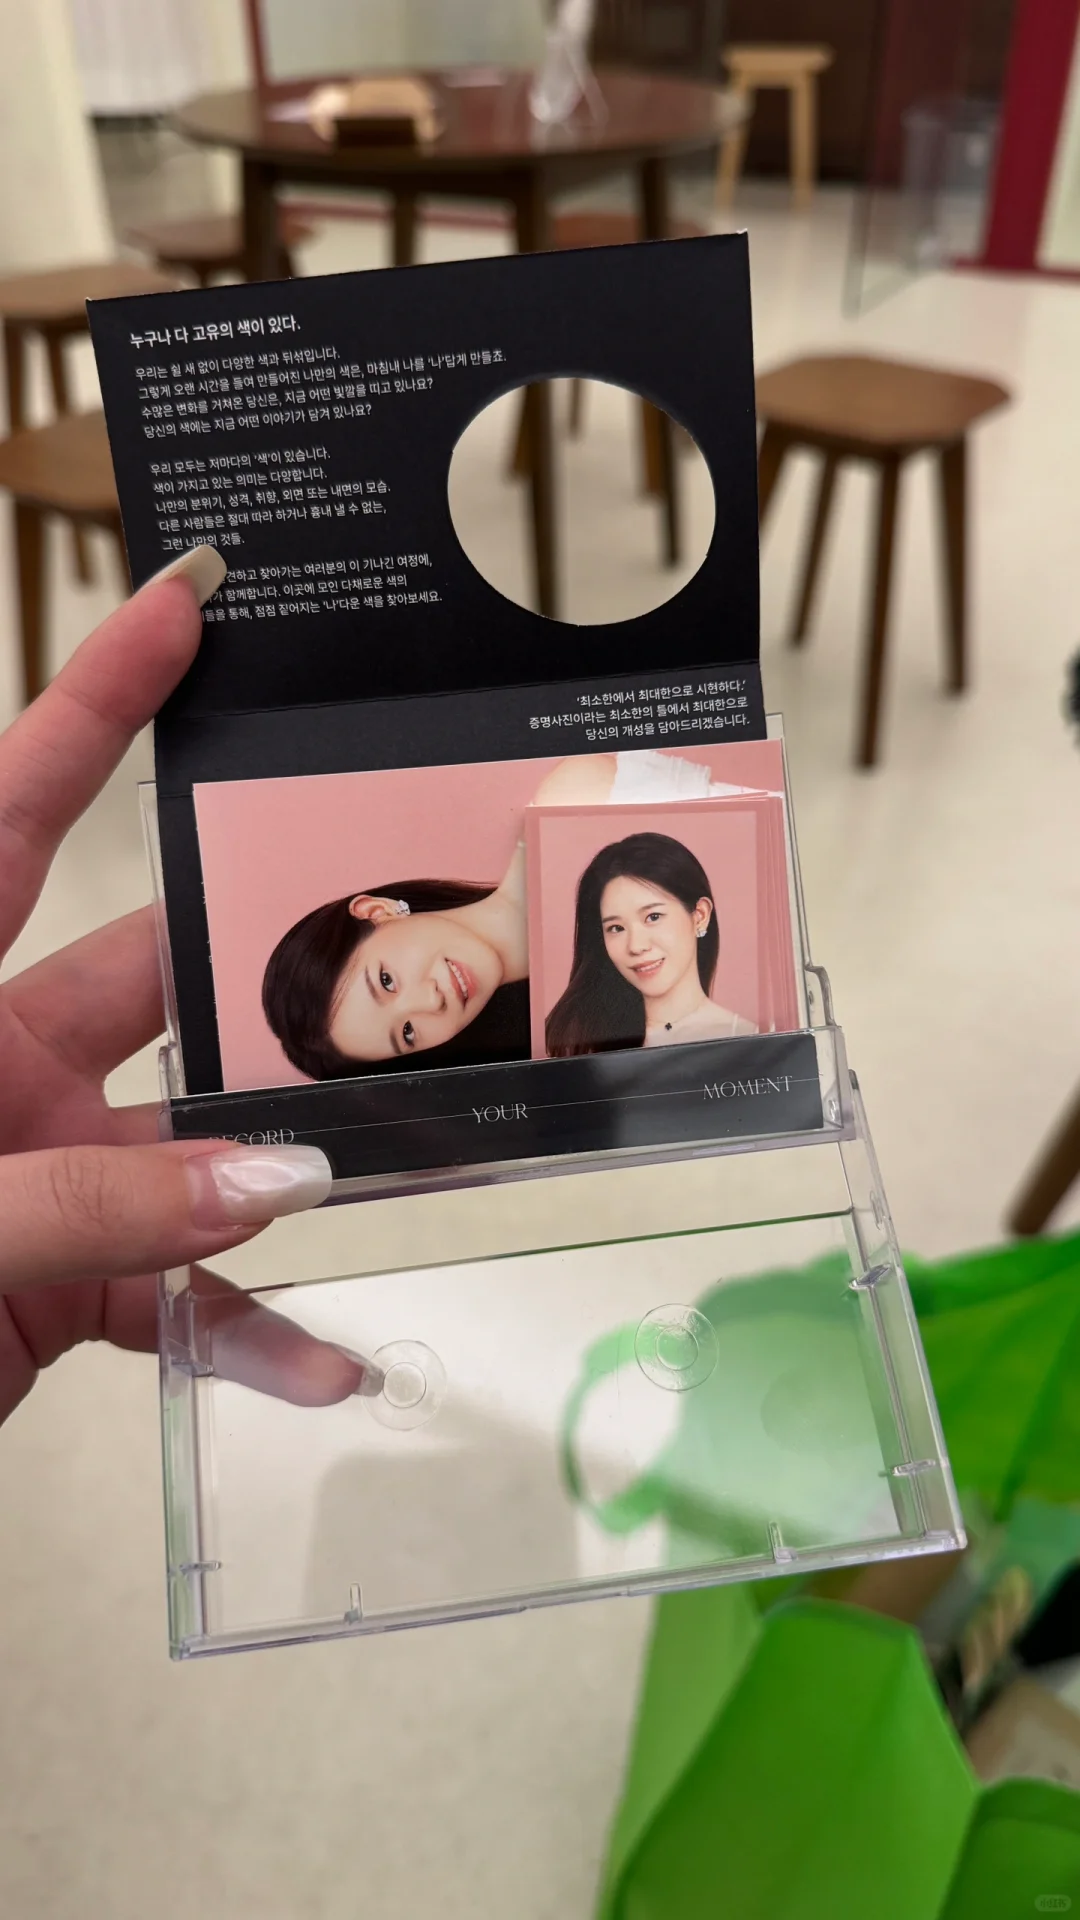 누구나 다 고유의 색이 있다.
우리는 쉴 새 없이 다양한 색과 뒤섞입니다.
그렇게 오랜 시간을 들여 만들어진 나만의 색은, 마침내 나를 '나'답게 만들죠.
수많은 변화를 거쳐온 당신은, 지금 어떤 빛깔을 띠고 있나요?
당신의 색에는 지금 어떤 이야기가 담겨 있나요?
우리 모두는 저마다의 '색'이 있습니다.
색이 가지고 있는 의미는 다양합니다.
나만의 분위기, 성격, 취향, 외면 또는 내면의 모습.
다른 사람들은 절대 따라 하거나 흉내 낼 수 없는,
그런 나만의 것들.
찾아가는 여러분의 이 기나긴 여정에,
함께합니다. 이곳에 모인 다채로운 색의
통해, 점점 짙어지는 '나'다운 색을 찾아보세요.
'최소한에서 최대한으로 시현하다.'
증명사진이라는 최소한의 틀에서 최대한으로
당신의 개성을 담아드리겠습니다.
RECORD YOUR MOMENT